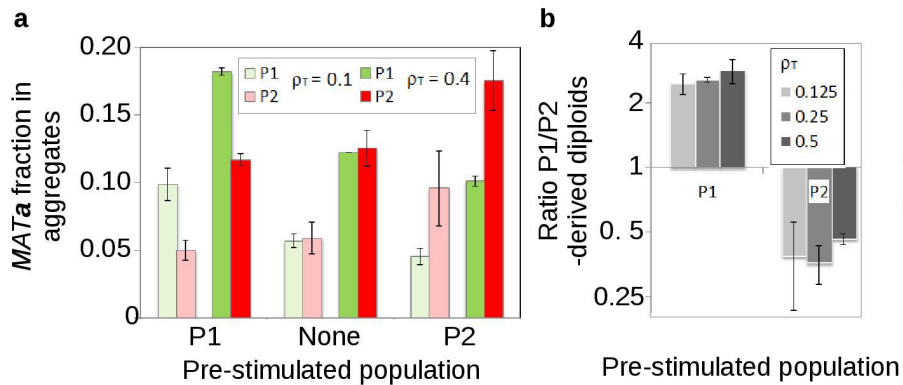 a
MATa fraction in
aggregates
0.20
0.15
0.10
0.05
0
P1 ρT = 0.1 P1 ρT = 0.4
P2 P2
P1 None P2
Pre-stimulated population
b
Ratio P1/P2
-derived diploids
4
2
1
0.5
0.25
ρT
0.125
0.25
0.5
P1
P2
Pre-stimulated population